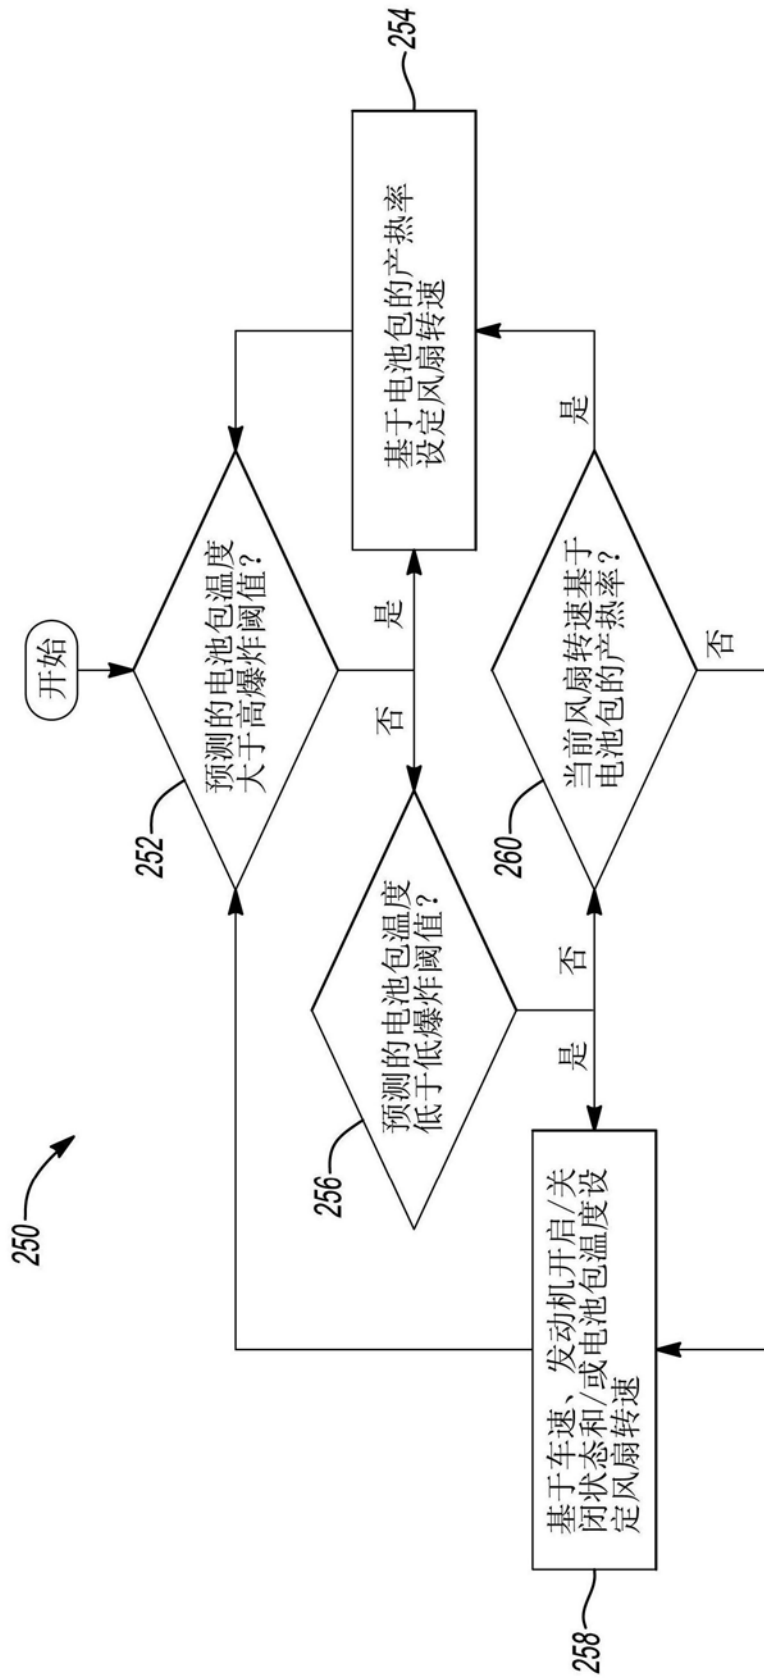 250
开始
252
预测的电池包温度
大于高爆炸阈值?
是
否
254
基于电池包的产热率
设定风扇转速
256
预测的电池包温度
低于低爆炸阈值?
是
否
258
基于车速、发动机开启/关
闭状态和/或电池包温度设
定风扇转速
260
当前风扇转速基于
电池包的产热率?
是
否